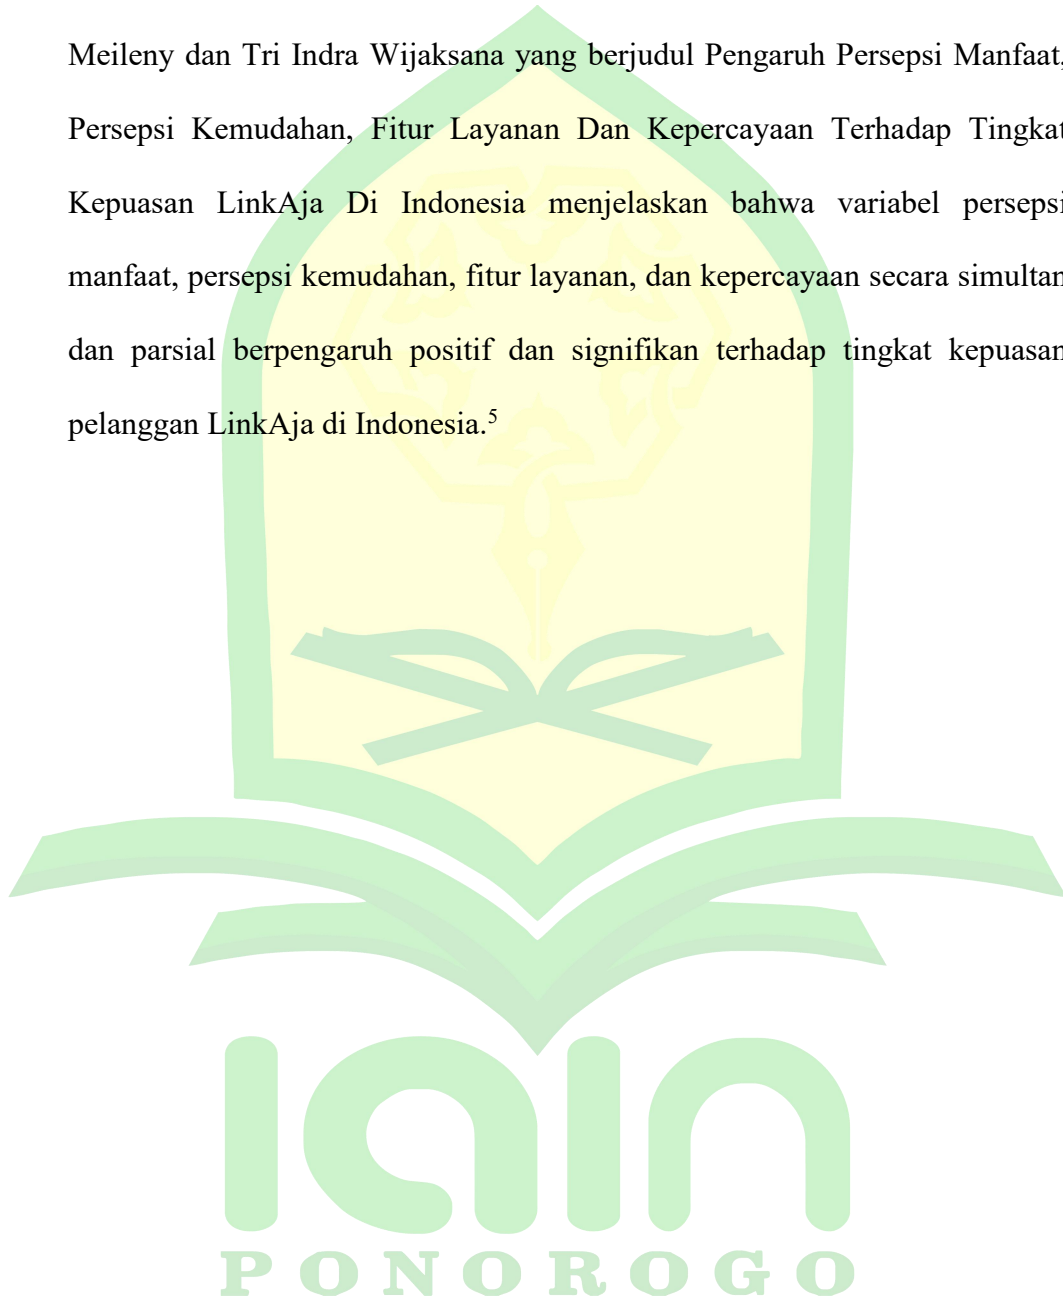 Meileny dan Tri Indra Wijaksana yang berjudul Pengaruh Persepsi Manfaat,
Persepsi Kemudahan, Fitur Layanan Dan Kepercayaan Terhadap Tingkat
Kepuasan LinkAja Di Indonesia menjelaskan bahwa variabel persepsi
manfaat, persepsi kemudahan, fitur layanan, dan kepercayaan secara simultan
dan parsial berpengaruh positif dan signifikan terhadap tingkat kepuasan
pelanggan LinkAja di Indonesia.⁵
iain
PONOROGO